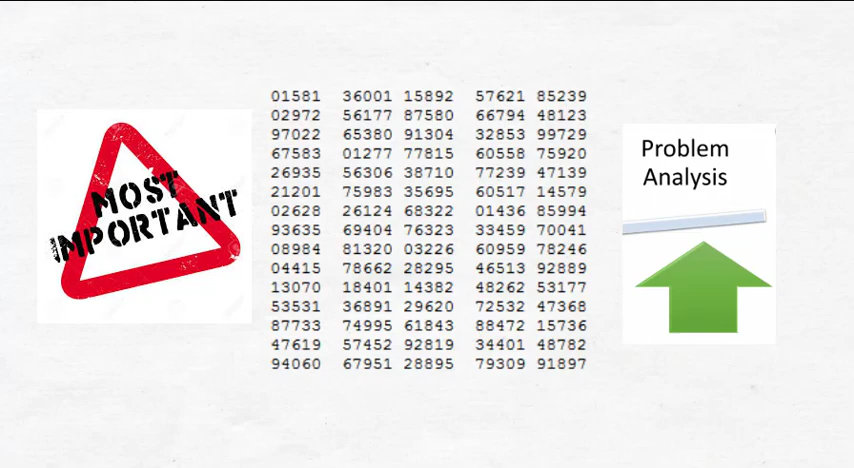 MOST
IMPORTANT
01581 36001 15892 57621 85239
02972 56177 87580 66794 48123
97022 65380 91304 32853 99729
67583 01277 77815 60558 75920
26935 56306 38710 77239 47139
21201 75983 35695 60517 14579
02628 26124 68322 01436 85994
93635 69404 76323 33459 70041
08984 81320 03226 60959 78246
04415 78662 28295 46513 92889
13070 18401 14382 48262 53177
53531 36891 29620 72532 47368
87733 74995 61843 88472 15736
47619 57452 92819 34401 48782
94060 67951 28895 79309 91897
Problem
Analysis